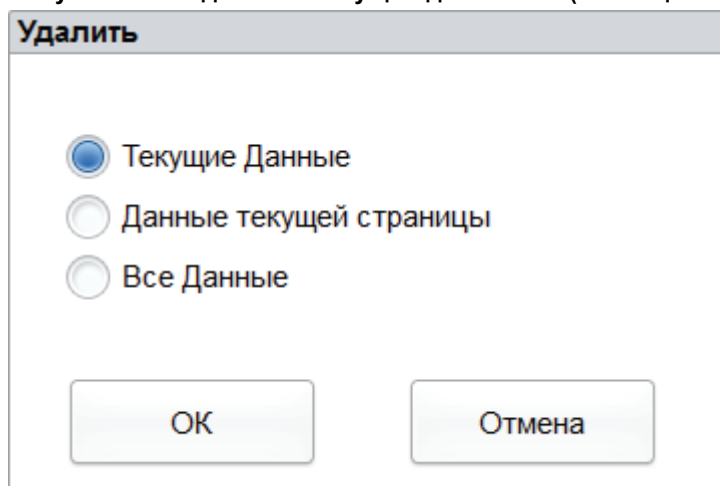 Удалить
Текущие Данные
Данные текущей страницы
Все Данные
ОК
Отмена